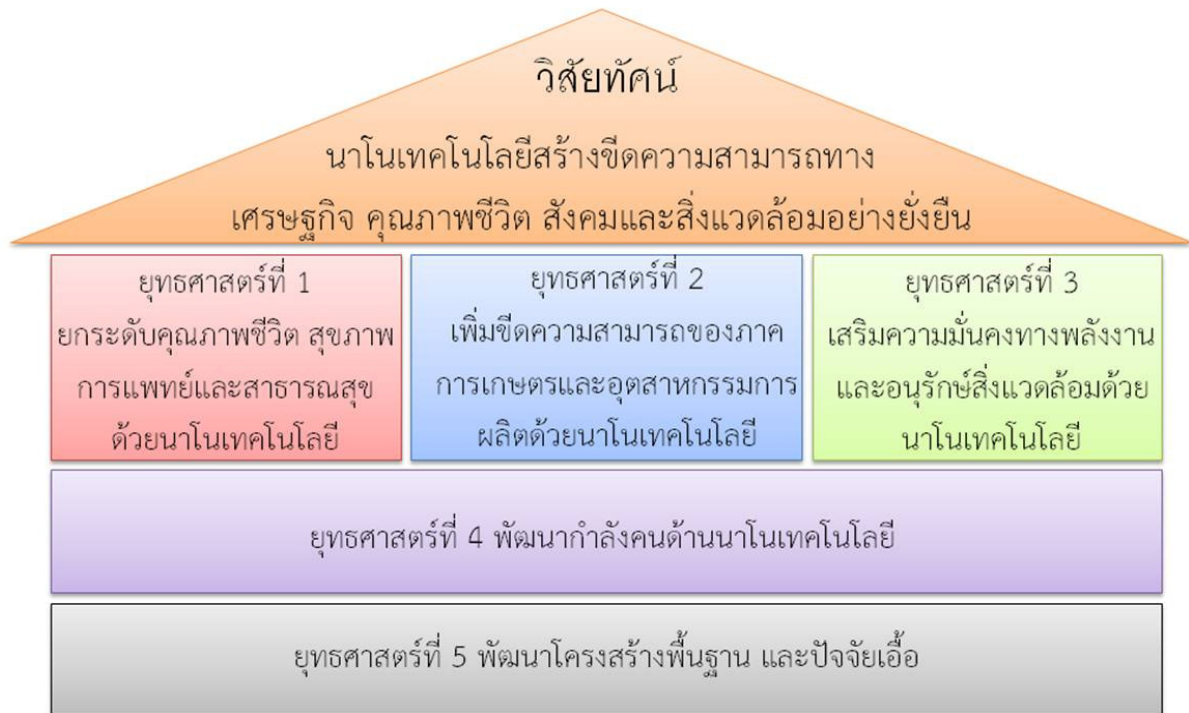 วิสัยทัศน์
นาโนเทคโนโลยีสร้างขีดความสามารถทาง
เศรษฐกิจ คุณภาพชีวิต สังคมและสิ่งแวดล้อมอย่างยั่งยืน
ยุทธศาสตร์ที่ 1
ยกระดับคุณภาพชีวิต สุขภาพ
การแพทย์และสาธารณสุข
ด้วยนาโนเทคโนโลยี
ยุทธศาสตร์ที่ 2
เพิ่มขีดความสามารถของภาค
การเกษตรและอุตสาหกรรมการ
ผลิตด้วยนาโนเทคโนโลยี
ยุทธศาสตร์ที่ 3
เสริมความมั่นคงทางพลังงาน
และอนุรักษ์สิ่งแวดล้อมด้วย
นาโนเทคโนโลยี
ยุทธศาสตร์ที่ 4 พัฒนากำลังคนด้านนาโนเทคโนโลยี
ยุทธศาสตร์ที่ 5 พัฒนาโครงสร้างพื้นฐาน และปัจจัยเอื้อ